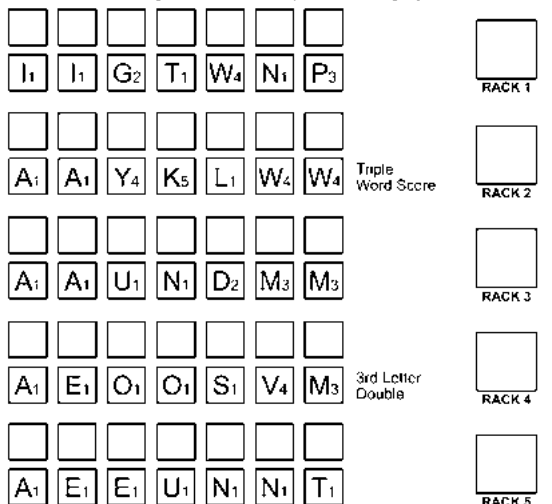 I1 I1 G2 T1 W4 N1 P3
RACK 1
A1 A1 Y4 K5 L1 W4 W4
Triple
Word Score
RACK 2
A1 A1 U1 N1 D2 M3 M3
RACK 3
A1 E1 O1 O1 S1 V4 M3
3rd Letter
Double
RACK 4
A1 E1 E1 U1 N1 N1 T1
RACK 5